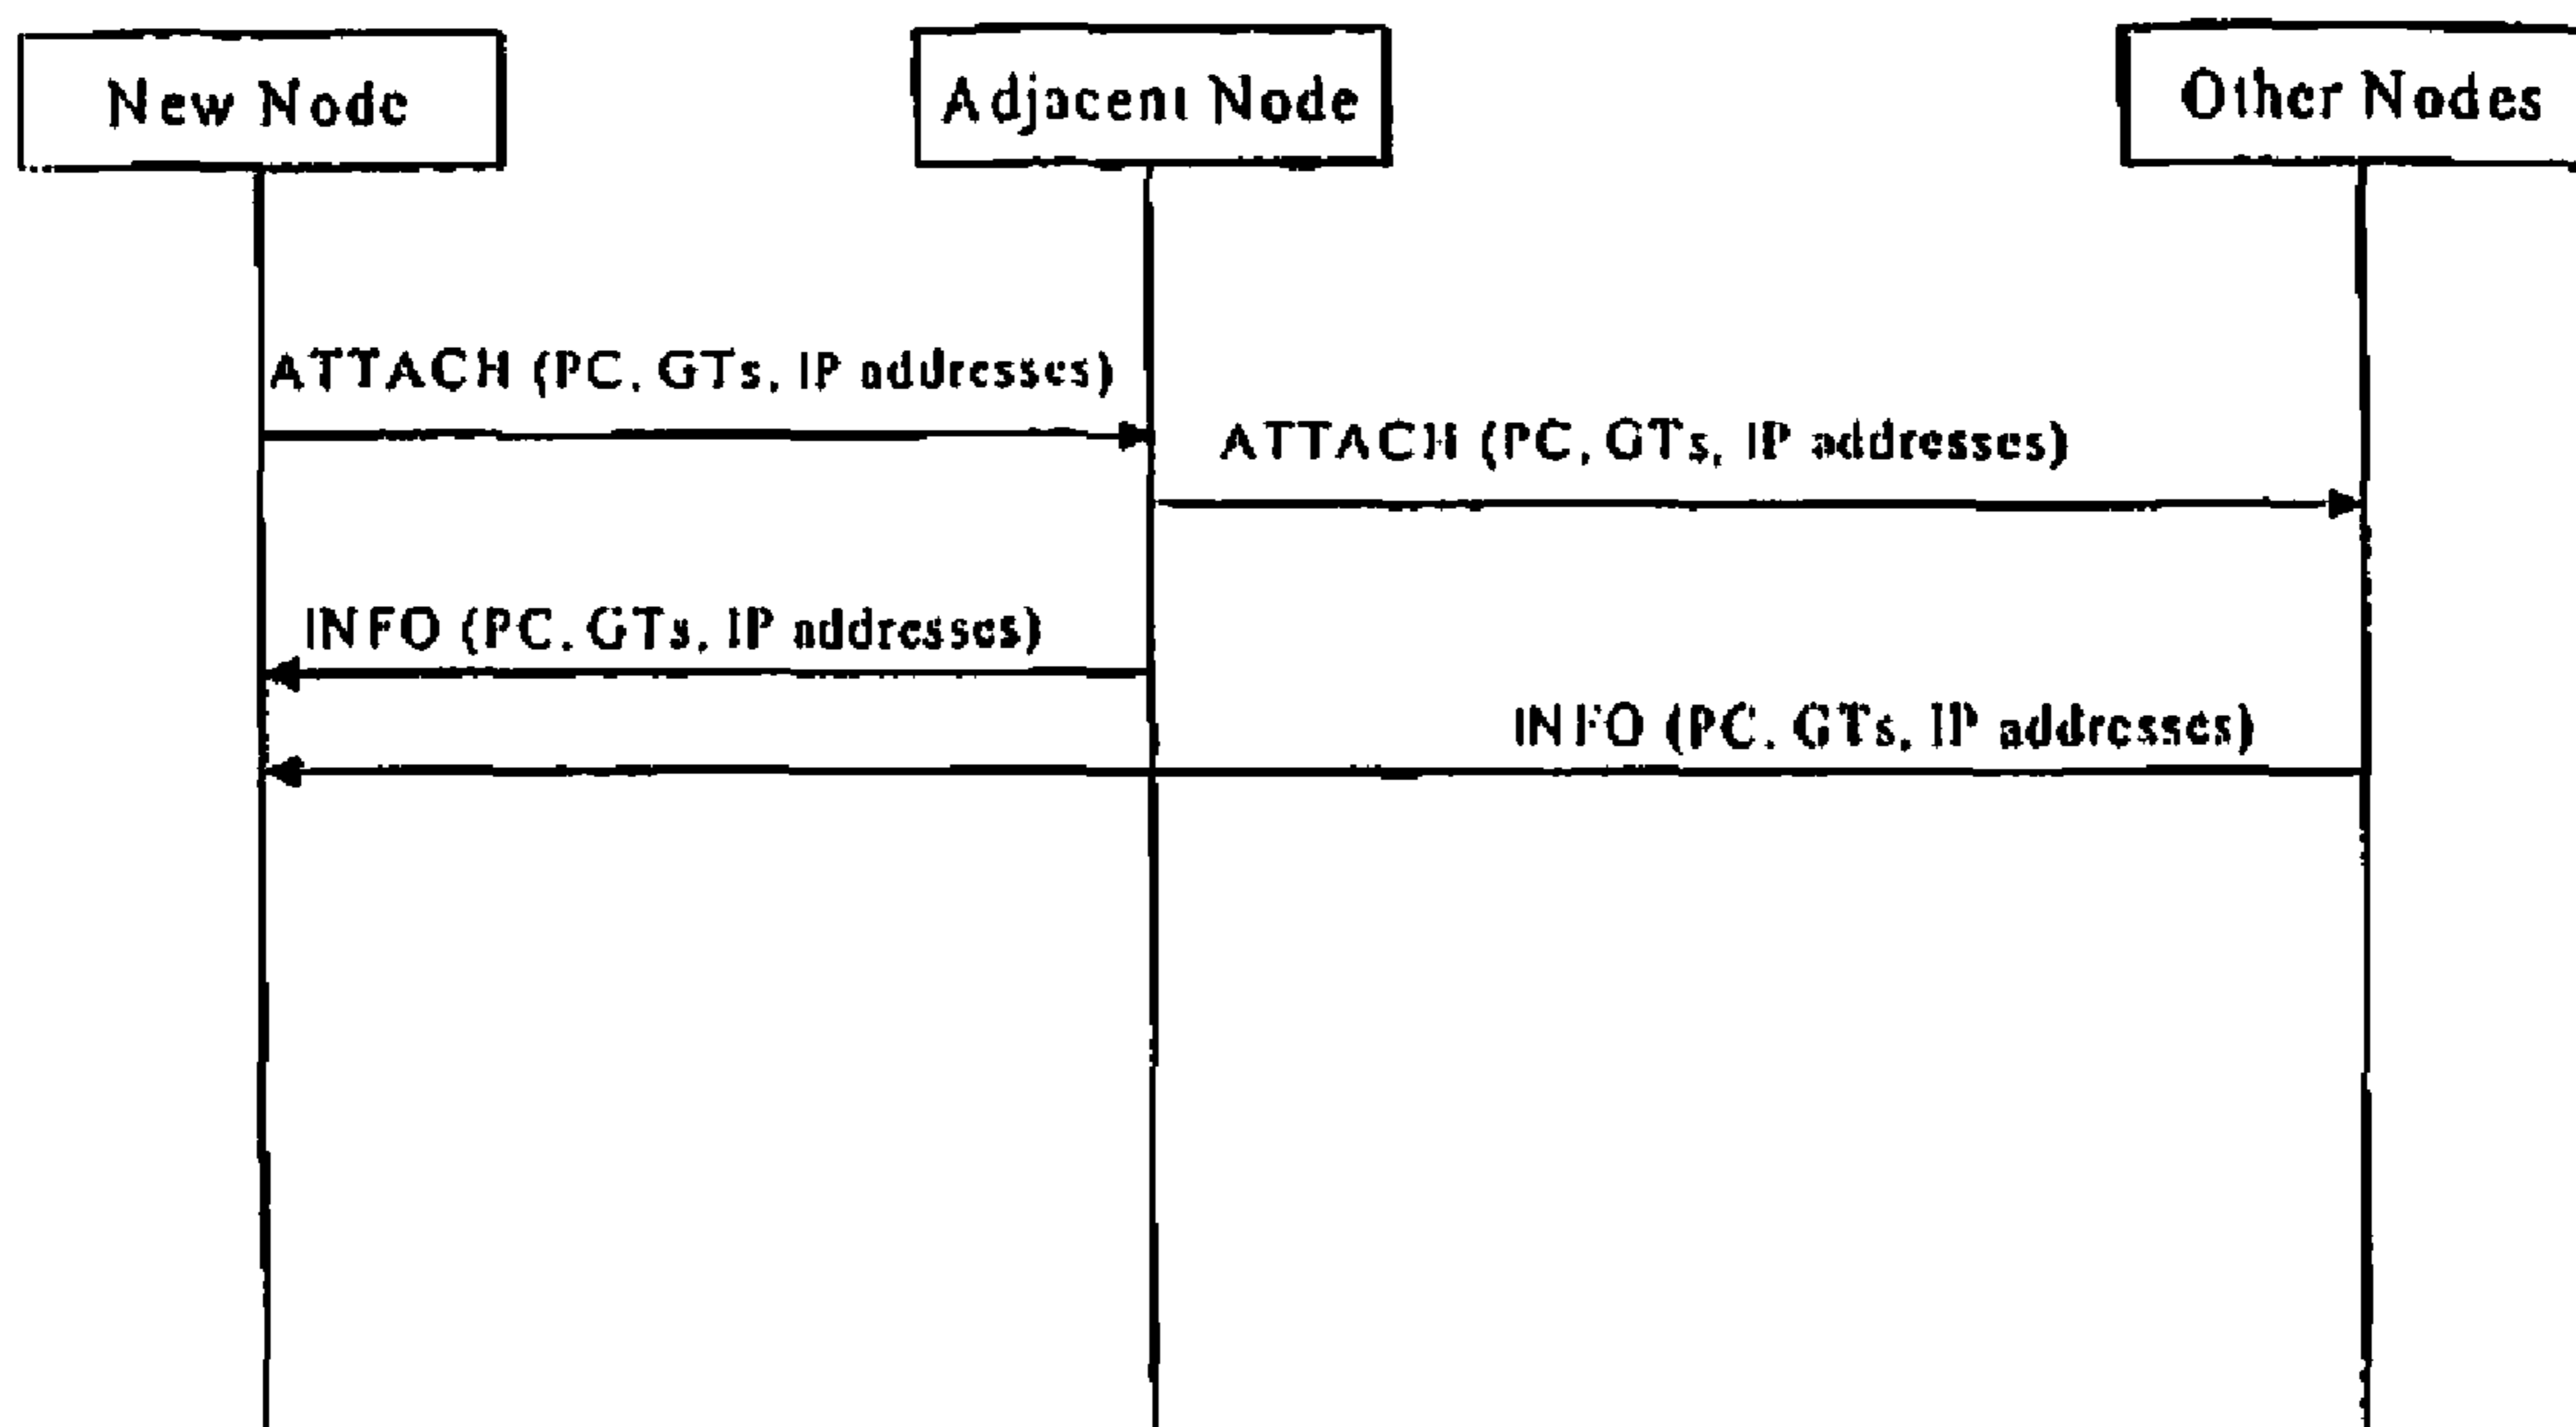 New Node
Adjacent Node
Other Nodes
ATTACH (PC, GTs, IP addresses)
ATTACH (PC, GTs, IP addresses)
INFO (PC, GTs, IP addresses)
INFO (PC, GTs, IP addresses)